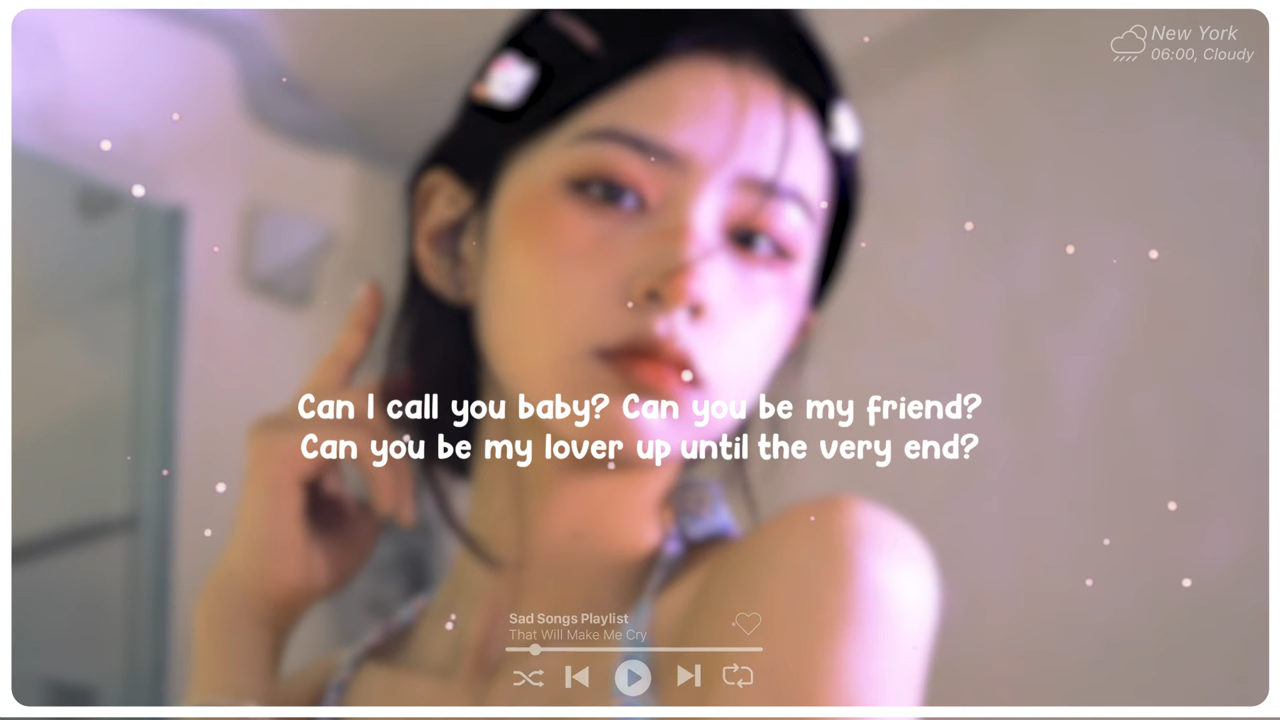 New York
06:00, Cloudy
Can I call you baby? Can you be my friend?
Can you be my lover up until the very end?
Sad Songs Playlist
That Will Make Me Cry